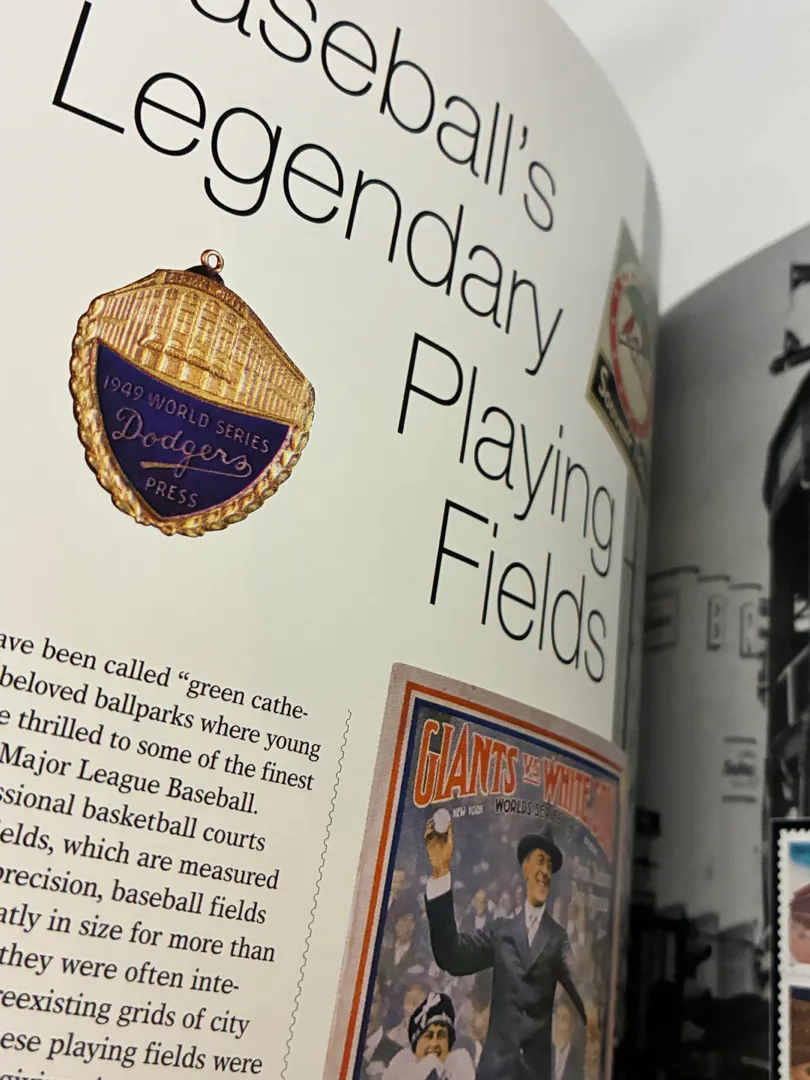 aseball's
Legendary
Playing
Fields
1949 WORLD SERIES
Dodgers
PRESS
ave been called “green cathe-
beloved ballparks where young
e thrilled to some of the finest
Major League Baseball.
ssional basketball courts
elds, which are measured
precision, baseball fields
atly in size for more than
they were often inte-
reexisting grids of city
ese playing fields were
GIANTS VS WHITE
NEW YORK WORLDS